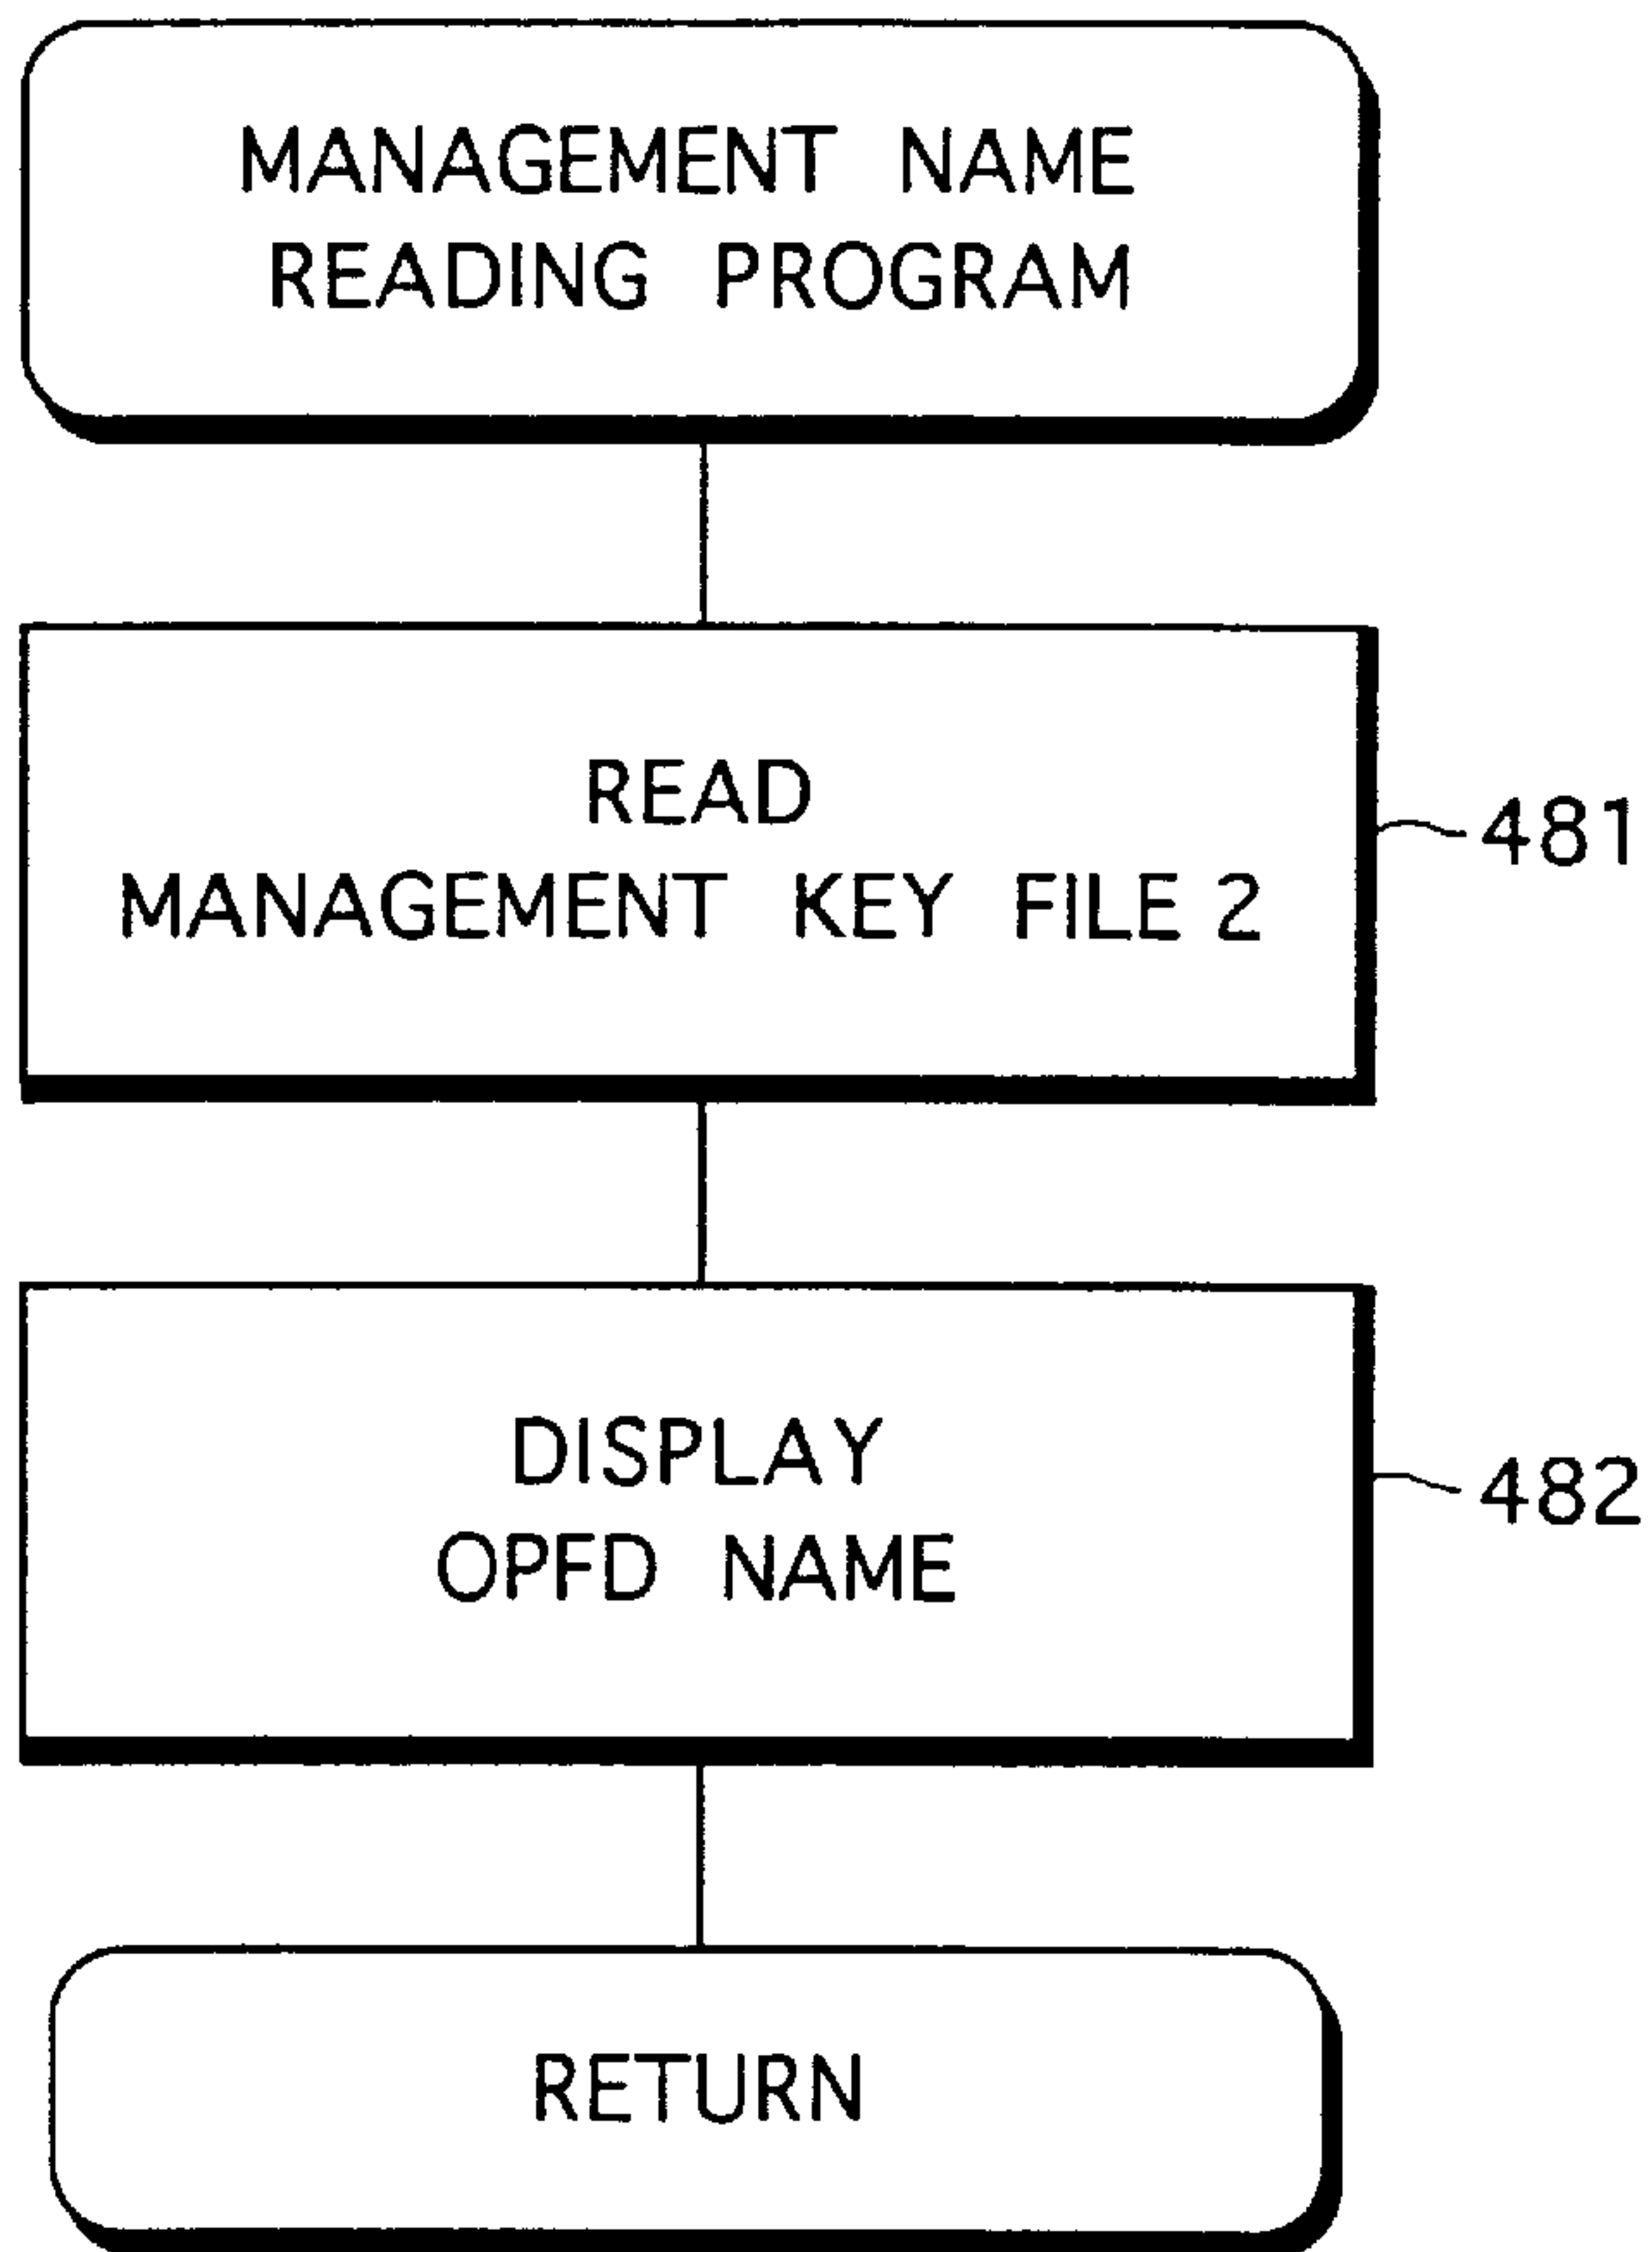 MANAGEMENT NAME
READING PROGRAM
READ
MANAGEMENT KEY FILE 2
481
DISPLAY
OPFD NAME
482
RETURN